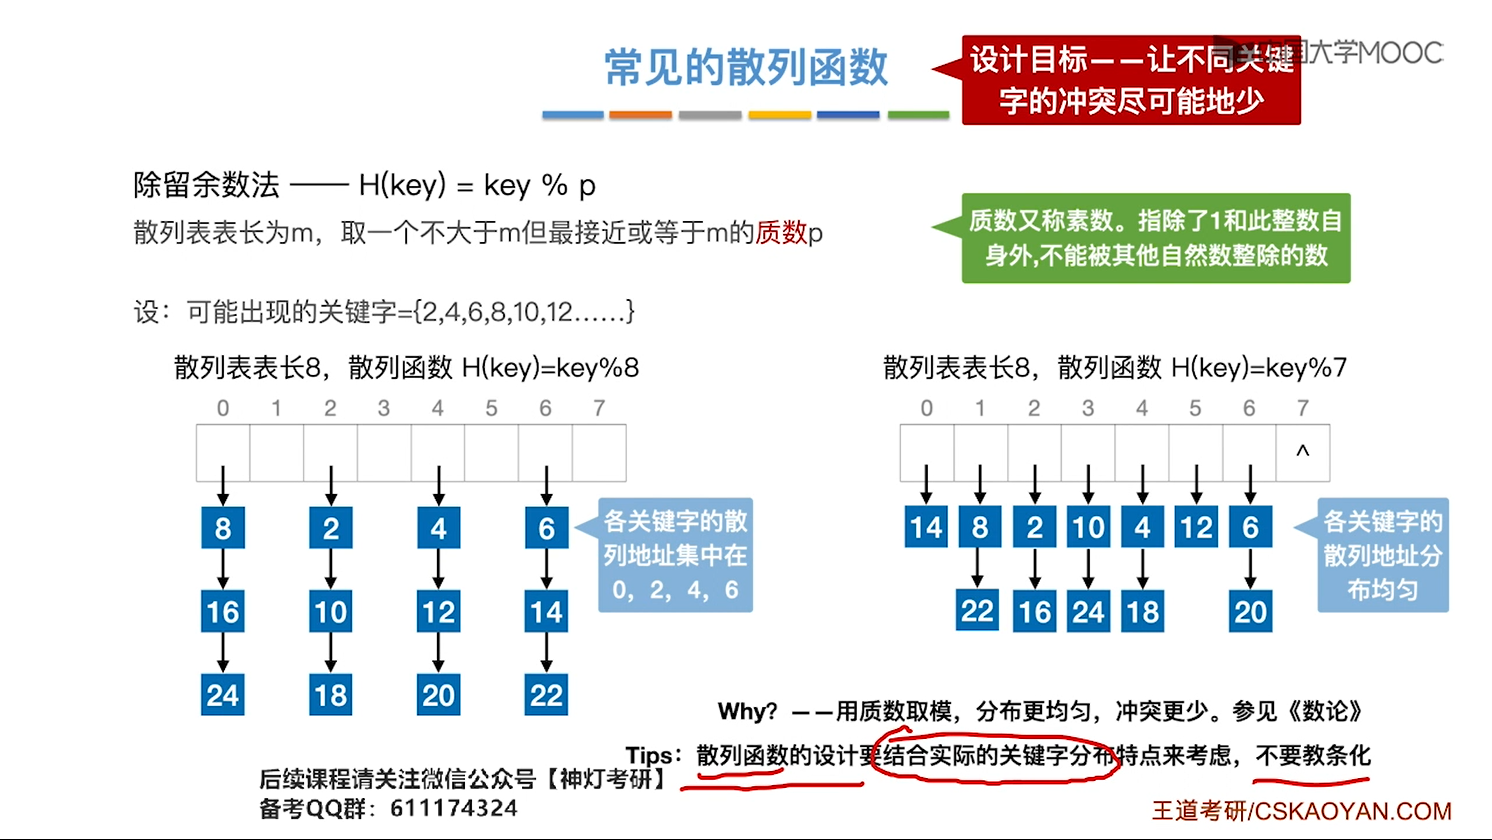 常见的散列函数
设计目标——让不同关键
字的冲突尽可能地少
中国大学MOOC
除留余数法 —— H(key) = key % p
散列表表长为m，取一个不大于m但最接近或等于m的质数p
质数又称素数。指除了1和此整数自
身外,不能被其他自然数整除的数
设：可能出现的关键字={2,4,6,8,10,12……}
散列表表长8，散列函数 H(key)=key%8
0 1 2 3 4 5 6 7
8 2 4 6
16 10 12 14
24 18 20 22
各关键字的散
列地址集中在
0，2，4，6
散列表表长8，散列函数 H(key)=key%7
0 1 2 3 4 5 6 7
^
14 8 2 10 4 12 6
22 16 24 18 20
各关键字的
散列地址分
布均匀
Why？——用质数取模，分布更均匀，冲突更少。参见《数论》
Tips：散列函数的设计要结合实际的关键字分布特点来考虑，不要教条化
后续课程请关注微信公众号【神灯考研】
备考QQ群：611174324
王道考研/CSKAOYAN.COM